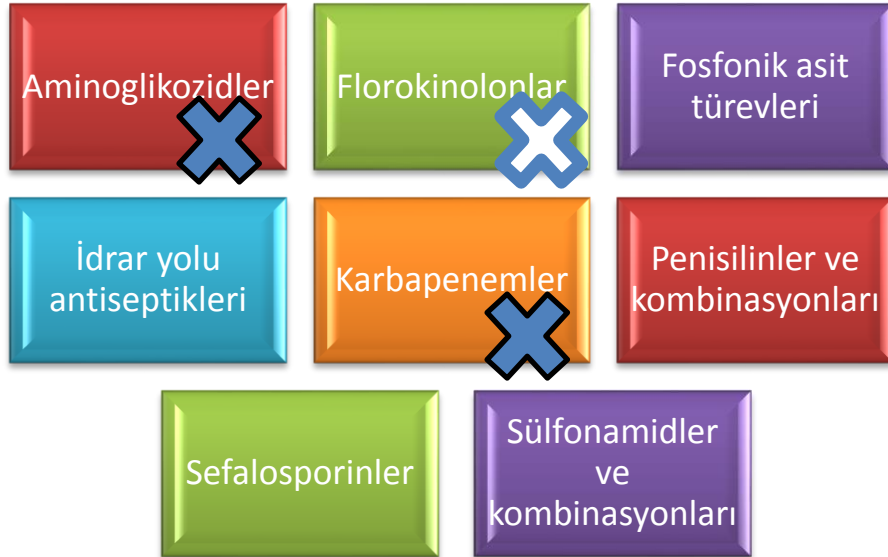 Aminoglikozidler
Florokinolonlar
Fosfonik asit
türevleri
İdrar yolu
antiseptikleri
Karbapenemler
Penisilinler ve
kombinasyonları
Sefalosporinler
Sülfonamidler
ve
kombinasyonları